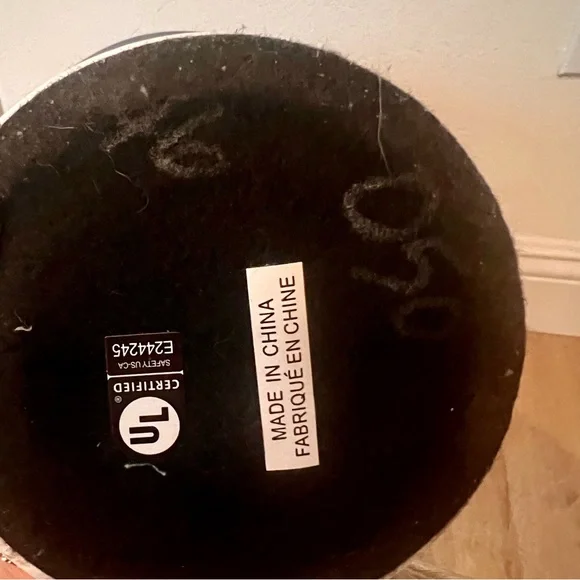 MADE IN CHINA
FABRIQUÉ EN CHINE
UL
®
CERTIFIED
SAFETY US-CA
E244245